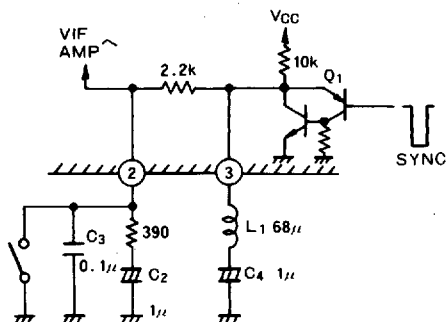 VIF
AMP
VCC
2.2k
10k
Q1
SYNC
2
3
C3
0.1μ
390
C2
1μ
L1 68μ
C4
1μ